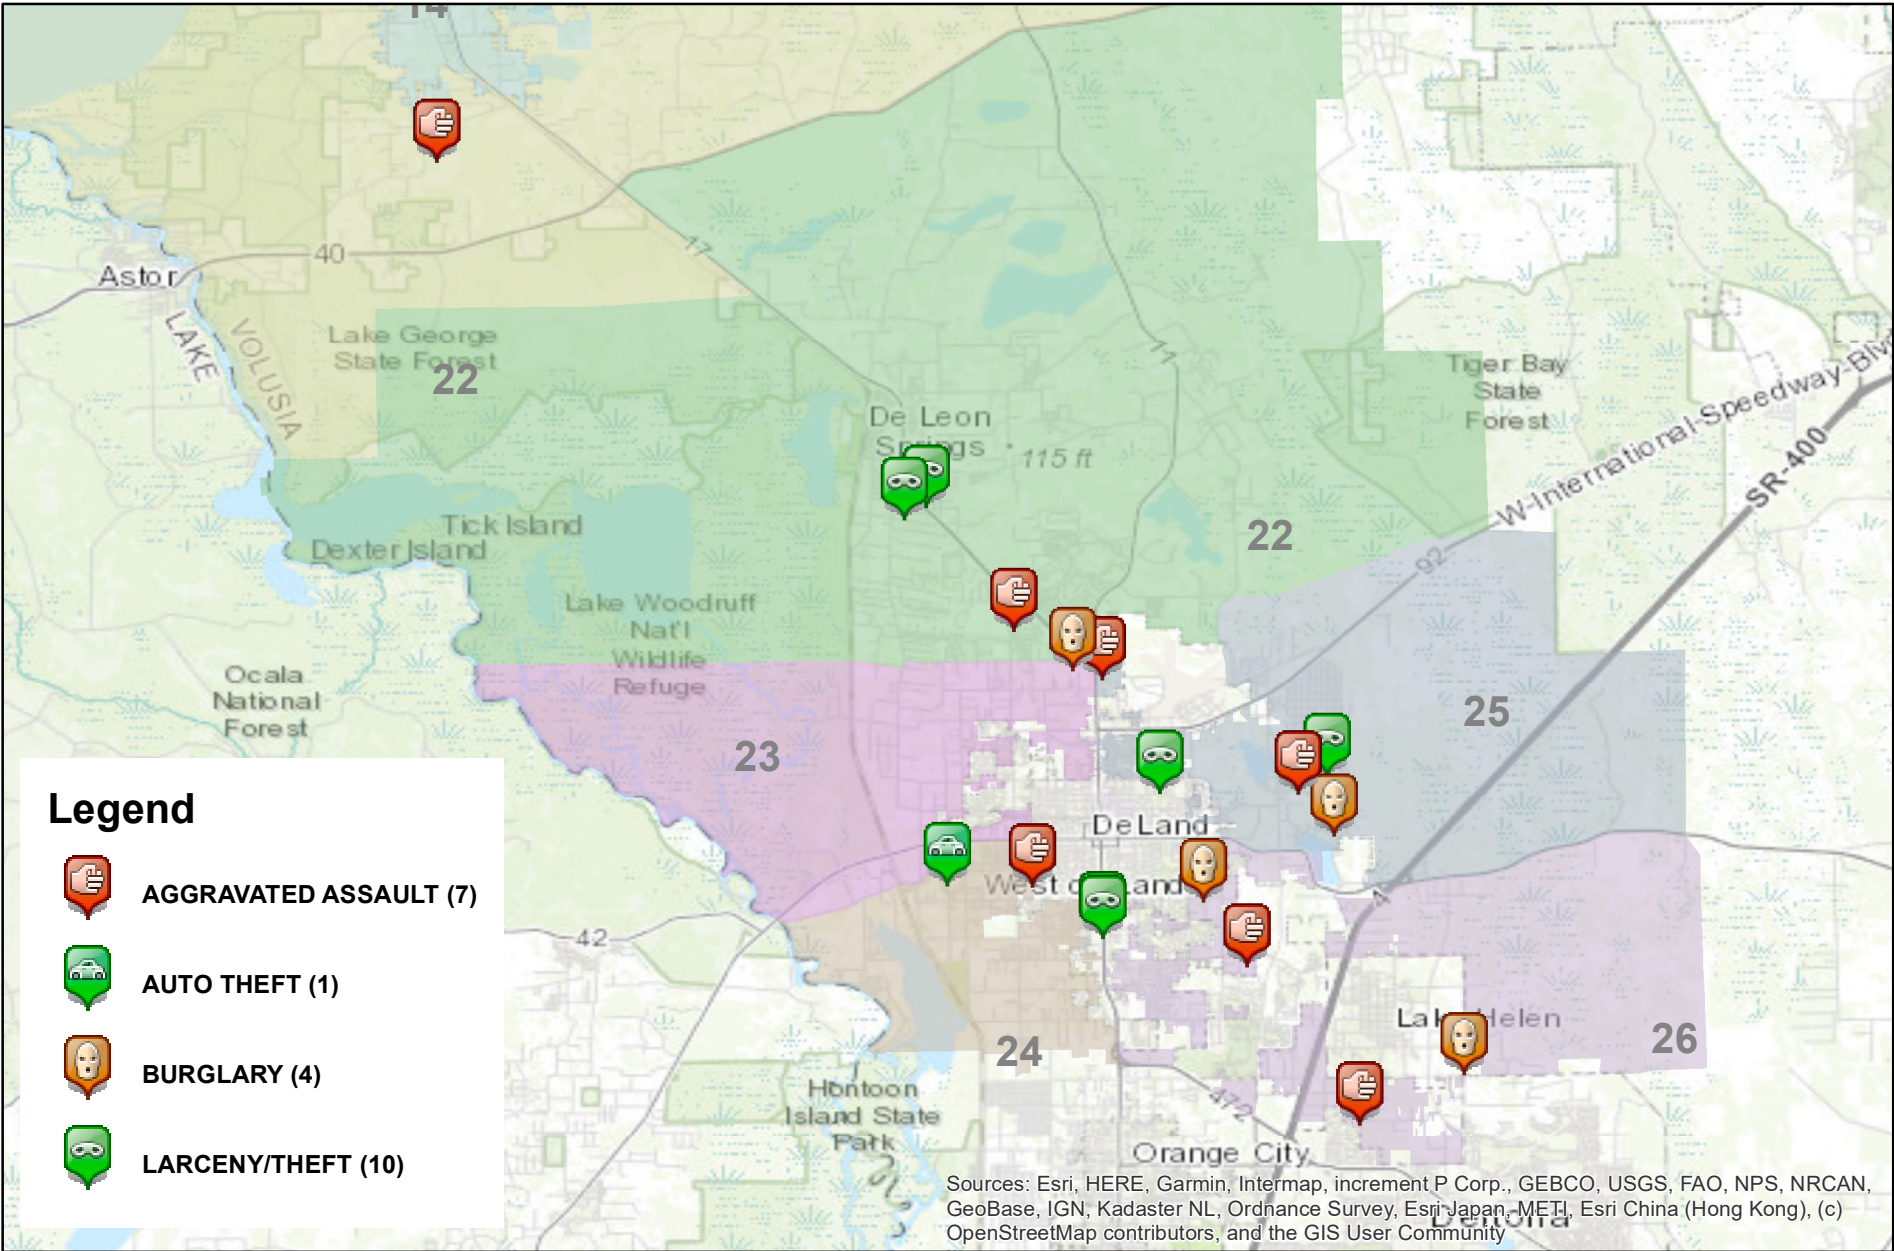 14
Astor
40
17
LAKE
VOLUSIA
Lake George
State Forest
22
11
De Leon
Springs
115 ft
Tiger Bay
State
Forest
W-International-Speedway-Blvd
SR-400
92
22
Tick Island
Dexter Island
Lake Woodruff
Nat'l
Wildlife
Refuge
Ocala
National
Forest
23
25
DeLand
West DeLand
4
42
Lake Helen
26
24
Hontoon
Island State
Park
472
Orange City
Deltona
Legend
AGGRAVATED ASSAULT (7)
AUTO THEFT (1)
BURGLARY (4)
LARCENY/THEFT (10)
Sources: Esri, HERE, Garmin, Intermap, increment P Corp., GEBCO, USGS, FAO, NPS, NRCAN,
GeoBase, IGN, Kadaster NL, Ordnance Survey, Esri Japan, METI, Esri China (Hong Kong), (c)
OpenStreetMap contributors, and the GIS User Community